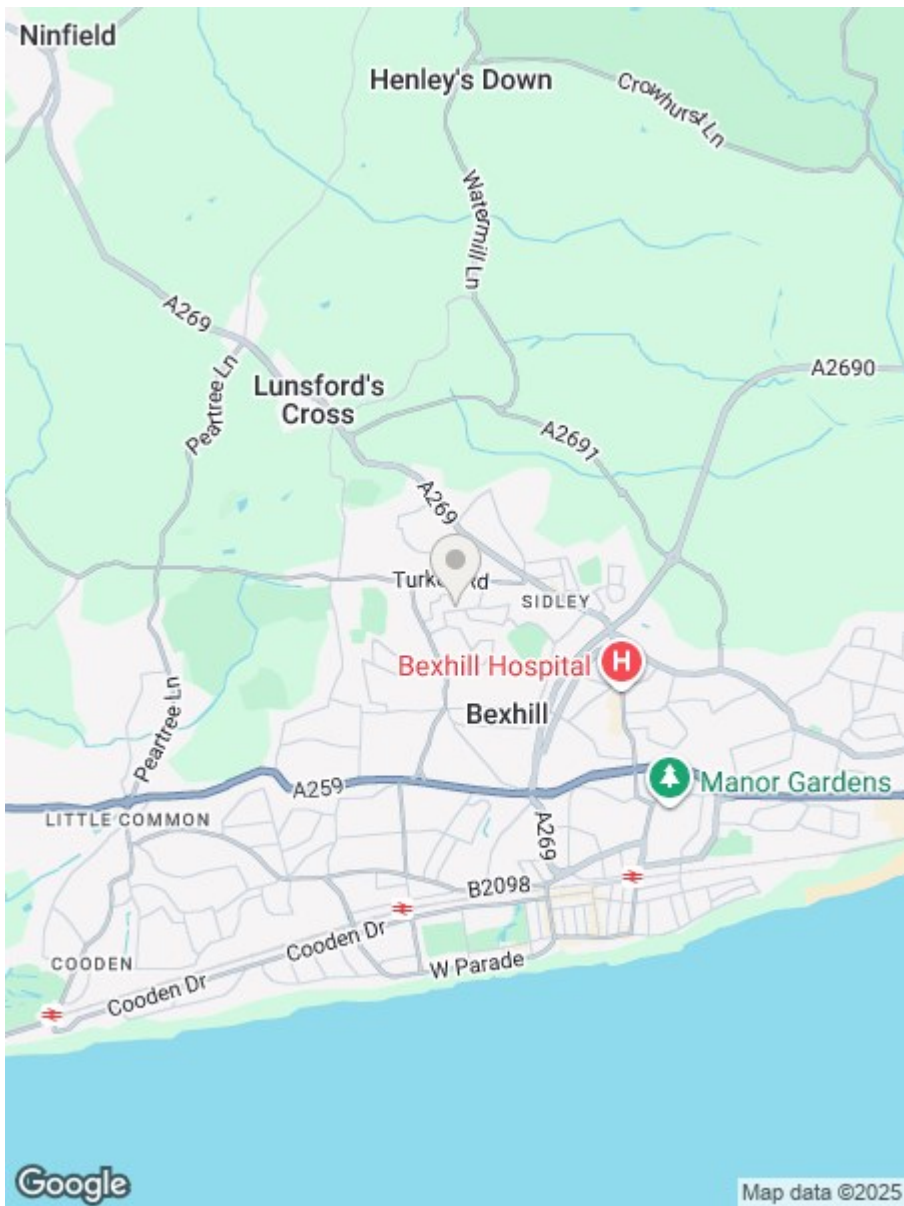 Ninfield
Henley's Down
Crowhurst Ln
Watermill Ln
A269
Peartree Ln
Lunsford's
Cross
A2690
A2691
A269
Rd
SIDLEY
Bexhill Hospital
H
Bexhill
Peartree Ln
A259
Manor Gardens
LITTLE COMMON
A269
B2098
Cooden Dr
W Parade
COODEN
Cooden Dr
Google
Map data ©2025